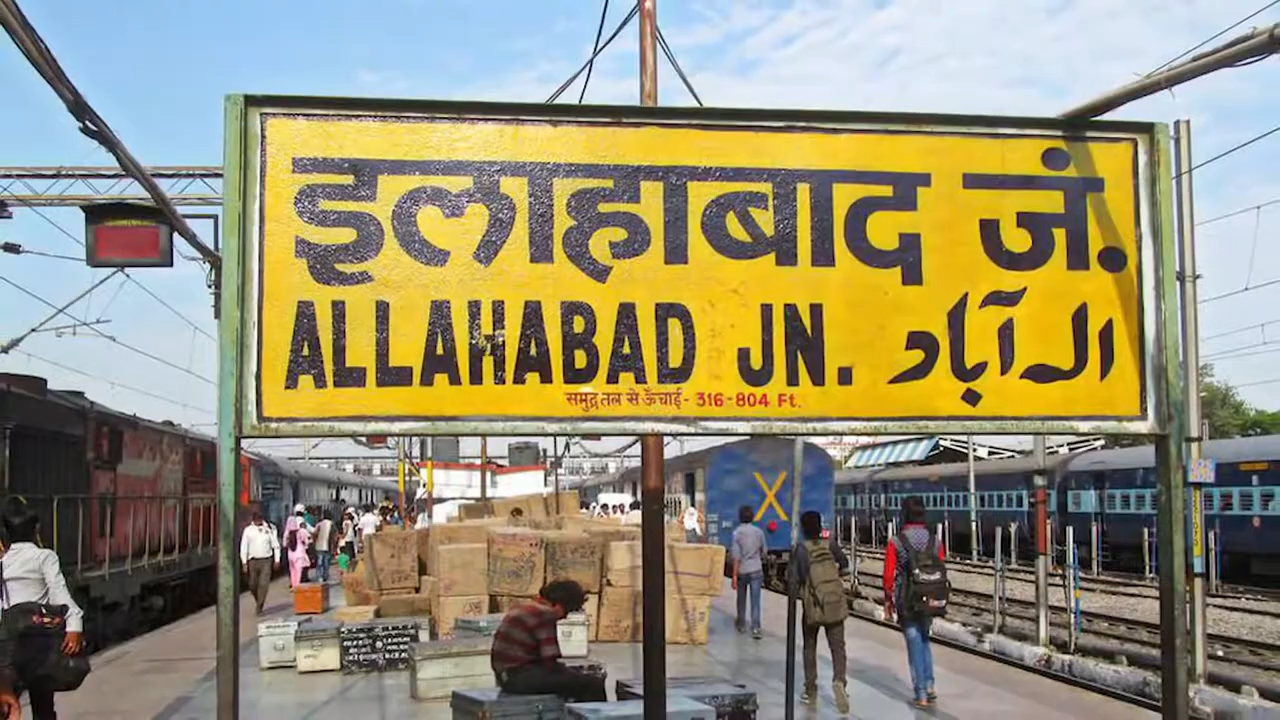 इलाहाबाद जं.
ALLAHABAD JN. الہ آباد
समुद्र तल से ऊँचाई- 316-804 Ft.
X